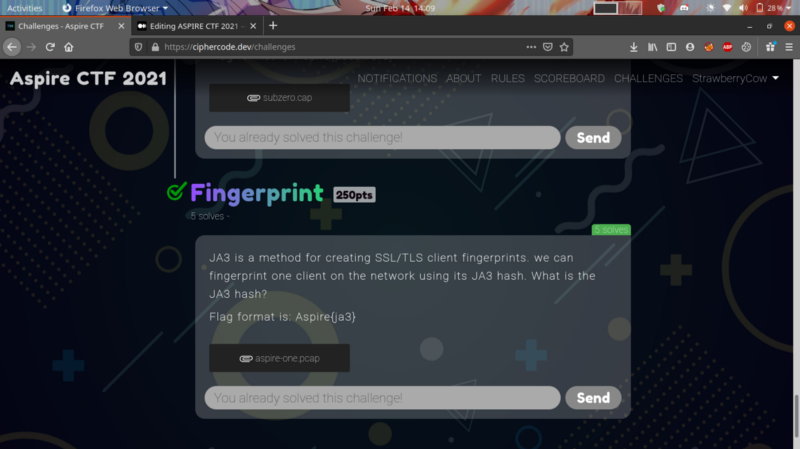 Activities Firefox Web Browser Sun Feb 14 14:09 28%
Challenges - Aspire CTF Editing ASPIRE CTF 2021 -
https://ciphercode.dev/challenges
Aspire CTF 2021 NOTIFICATIONS ABOUT RULES SCOREBOARD CHALLENGES StrawberryCow
subzero.cap
You already solved this challenge! Send
Fingerprint 250pts
5 solves -
5 solves
JA3 is a method for creating SSL/TLS client fingerprints. we can
fingerprint one client on the network using its JA3 hash. What is the
JA3 hash?
Flag format is: Aspire{ja3}
aspire-one.pcap
You already solved this challenge! Send